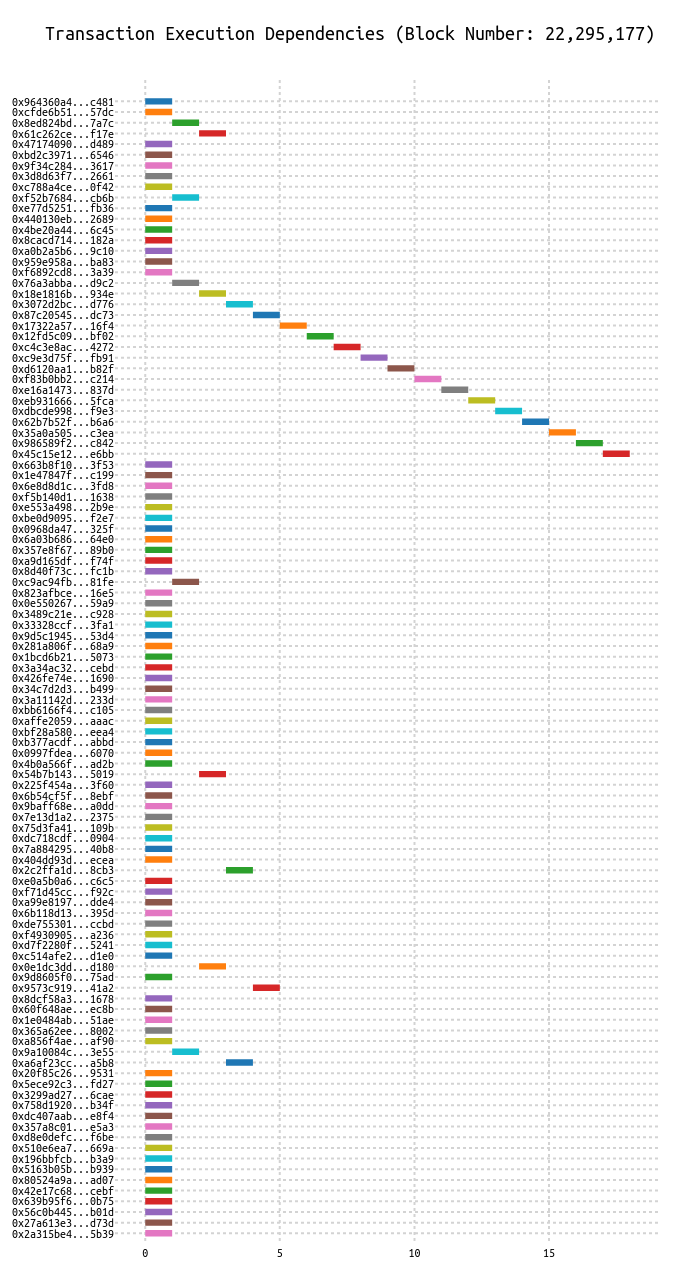 Transaction Execution Dependencies (Block Number: 22,295,177)
0x964360a4...c481
0xcfde6b51...57dc
0x8ed824bd...7a7c
0x61c262ce...f17e
0x47174090...d489
0xbd2c3971...6546
0x9f34c284...3617
0x3d8d63f7...2661
0xc788a4ce...0f42
0xf52b7684...cb6b
0xe77d5251...fb36
0x440130eb...2689
0x4be20a44...6c45
0x8cacd714...182a
0xa0b2a5b6...9c10
0x959e958a...ba83
0xf6892cd8...3a39
0x76a3abba...d9c2
0x18e1816b...934e
0x3072d2bc...d776
0x87c20545...dc73
0x17322a57...16f4
0x12fd5c09...bf02
0xc4c3e8ac...4272
0xc9e3d75f...fb91
0xd6120aa1...b82f
0xf83b0bb2...c214
0xe16a1473...837d
0xeb931666...5fca
0xdbcde998...f9e3
0x62b7b52f...b6a6
0x35a0a505...c3ea
0x986589f2...c842
0x45c15e12...e6bb
0x663b8f10...3f53
0x1e47847f...c199
0x6e8d8d1c...3fd8
0xf5b140d1...1638
0xe553a498...2b9e
0xbe0d9095...f2e7
0x0968da47...325f
0x6a03b686...64e0
0x357e8f67...89b0
0xa9d165df...f74f
0x8d40f73c...fc1b
0xc9ac94fb...81fe
0x823afbce...16e5
0x0e550267...59a9
0x3489c21e...c928
0x33328ccf...3fa1
0x9d5c1945...53d4
0x281a806f...68a9
0x1bcd6b21...5073
0x3a34ac32...cebd
0x426fe74e...1690
0x34c7d2d3...b499
0x3a11142d...233d
0xbb6166f4...c105
0xaffe2059...aaac
0xbf28a580...eea4
0xb377acdf...abbd
0x0997fdea...6070
0x4b0a566f...ad2b
0x54b7b143...5019
0x225f454a...3f60
0x6b54cf5f...8ebf
0x9baff68e...a0dd
0x7e13d1a2...2375
0x75d3fa41...109b
0xdc718cdf...0904
0x7a884295...40b8
0x404dd93d...ecea
0x2c2ffa1d...8cb3
0xe0a5b0a6...c6c5
0xf71d45cc...f92c
0xa99e8197...dde4
0x6b118d13...395d
0xde755301...ccbd
0xf4930905...a236
0xd7f2280f...5241
0xc514afe2...d1e0
0x0e1dc3dd...d180
0x9d8605f0...75ad
0x9573c919...41a2
0x8dcf58a3...1678
0x60f648ae...ec8b
0x1e0484ab...51ae
0x365a62ee...8002
0xa856f4ae...af90
0x9a10084c...3e55
0xa6af23cc...a5b8
0x20f85c26...9531
0x5ece92c3...fd27
0x3299ad27...6cae
0x758d1920...b34f
0xdc407aab...e8f4
0x357a8c01...e5a3
0xd8e0defc...f6be
0x510e6ea7...669a
0x196bbfcb...b3a9
0x5163b05b...b939
0x80524a9a...ad07
0x42e17c68...cebf
0x639b95f6...0b75
0x56c0b445...b01d
0x27a613e3...d73d
0x2a315be4...5b39
0 5 10 15